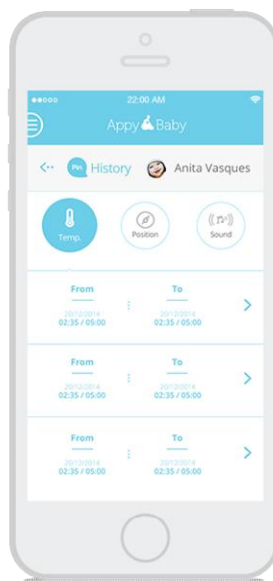 22:00 AM
Appy Baby
Pin History Anita Vasques
Temp. Position Sound
From To
20/12/2014 20/12/2014
02:35 / 05:00 02:35 / 05:00
From To
20/12/2014 20/12/2014
02:35 / 05:00 02:35 / 05:00
From To
20/12/2014 20/12/2014
02:35 / 05:00 02:35 / 05:00